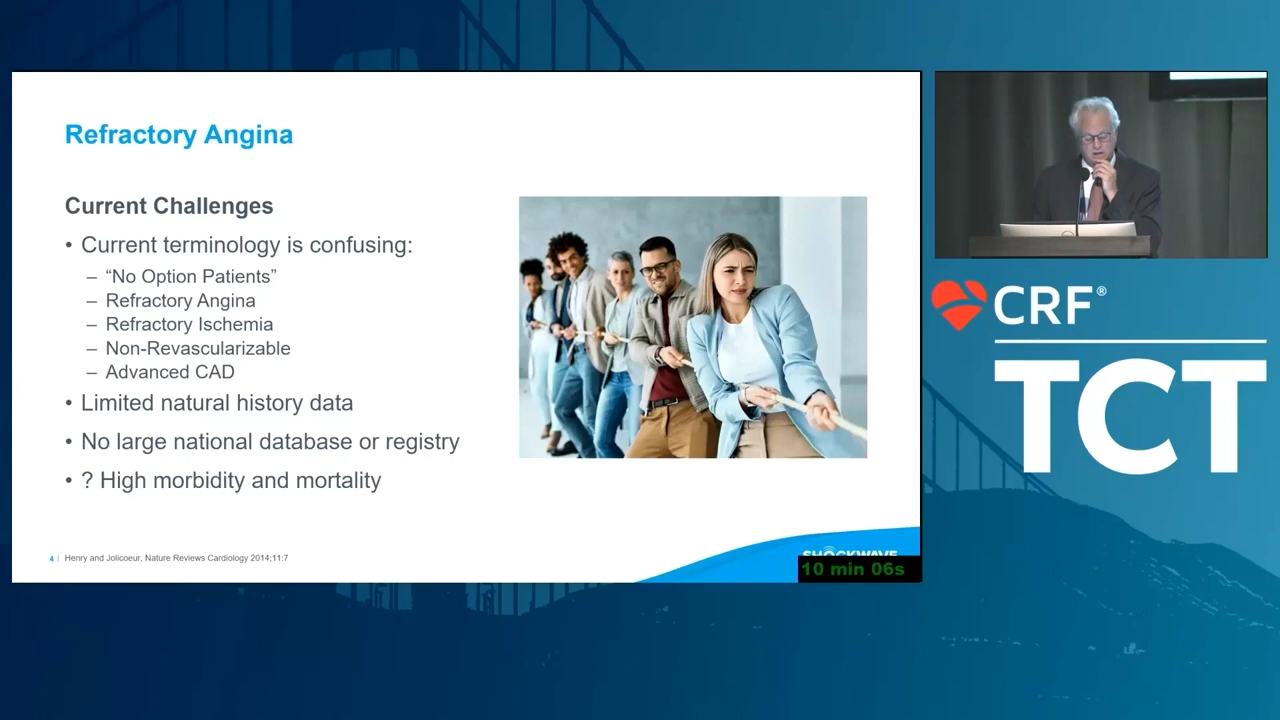 Refractory Angina
Current Challenges
• Current terminology is confusing:
– “No Option Patients”
– Refractory Angina
– Refractory Ischemia
– Non-Revascularizable
– Advanced CAD
• Limited natural history data
• No large national database or registry
• ? High morbidity and mortality
4 | Henry and Jolicoeur, Nature Reviews Cardiology 2014;11:7
SHOCKWAVE
10 min 06s
CRF®
TCT